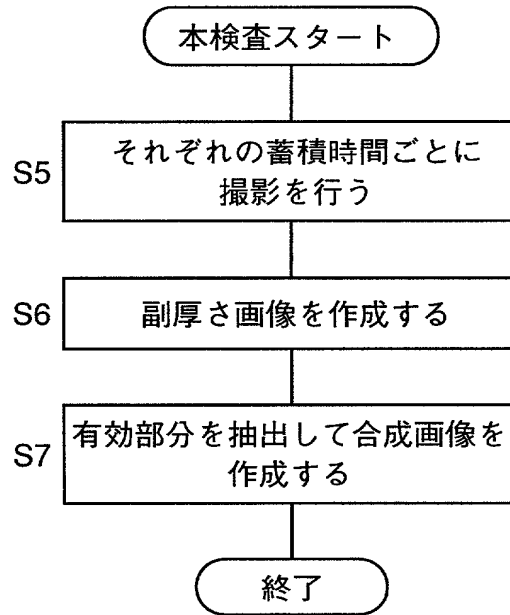 本検査スタート
S5
それぞれの蓄積時間ごとに
撮影を行う
S6
副厚さ画像を作成する
S7
有効部分を抽出して合成画像を
作成する
終了